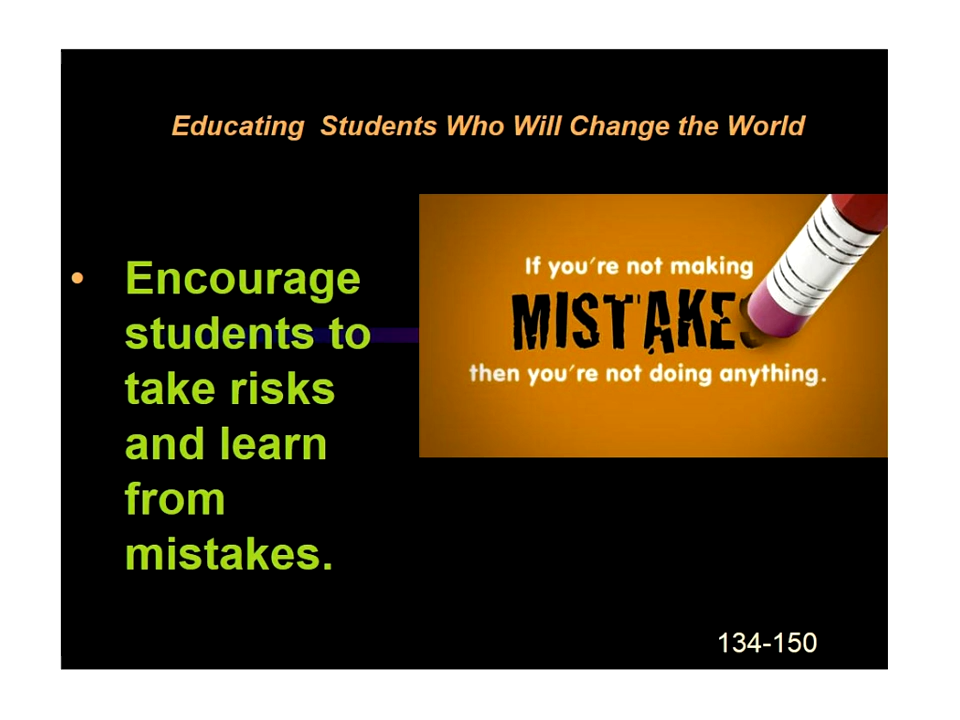 Educating  Students Who Will Change the World
• Encourage
students to
take risks
and learn
from
mistakes.
If you're not making
MISTAKES
then you're not doing anything.
134-150